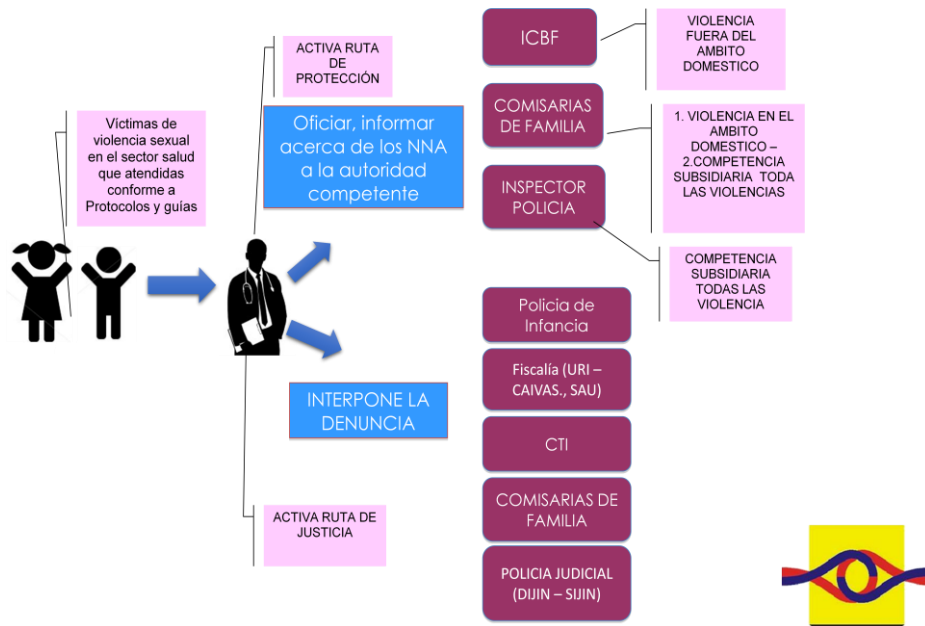 Víctimas de
violencia sexual
en el sector salud
que atendidas
conforme a
Protocolos y guías
ACTIVA RUTA
DE
PROTECCIÓN
Oficiar, informar
acerca de los NNA
a la autoridad
competente
ICBF
VIOLENCIA
FUERA DEL
AMBITO
DOMESTICO
COMISARIAS
DE FAMILIA
1. VIOLENCIA EN EL
AMBITO
DOMESTICO –
2.COMPETENCIA
SUBSIDIARIA TODA
LAS VIOLENCIAS
INSPECTOR
POLICIA
COMPETENCIA
SUBSIDIARIA
TODAS LAS
VIOLENCIA
INTERPONE LA
DENUNCIA
ACTIVA RUTA DE
JUSTICIA
Policia de
Infancia
Fiscalía (URI –
CAIVAS., SAU)
CTI
COMISARIAS DE
FAMILIA
POLICIA JUDICIAL
(DIJIN – SIJIN)